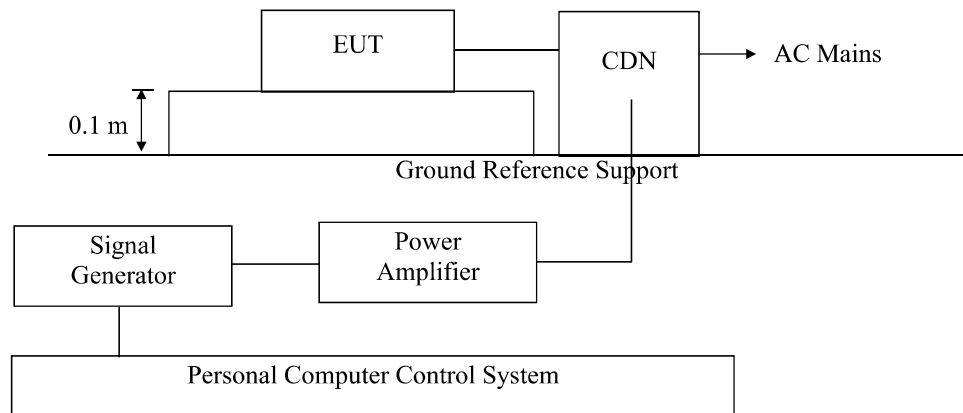 EUT
CDN
AC Mains
0.1 m
Ground Reference Support
Signal
Generator
Power
Amplifier
Personal Computer Control System